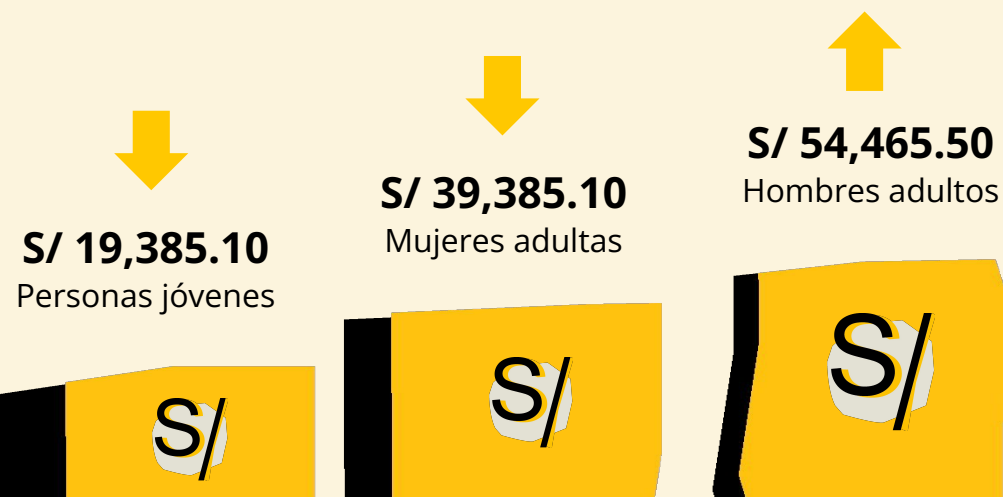 S/ 19,385.10
Personas jóvenes
S/
S/ 39,385.10
Mujeres adultas
S/
S/ 54,465.50
Hombres adultos
S/